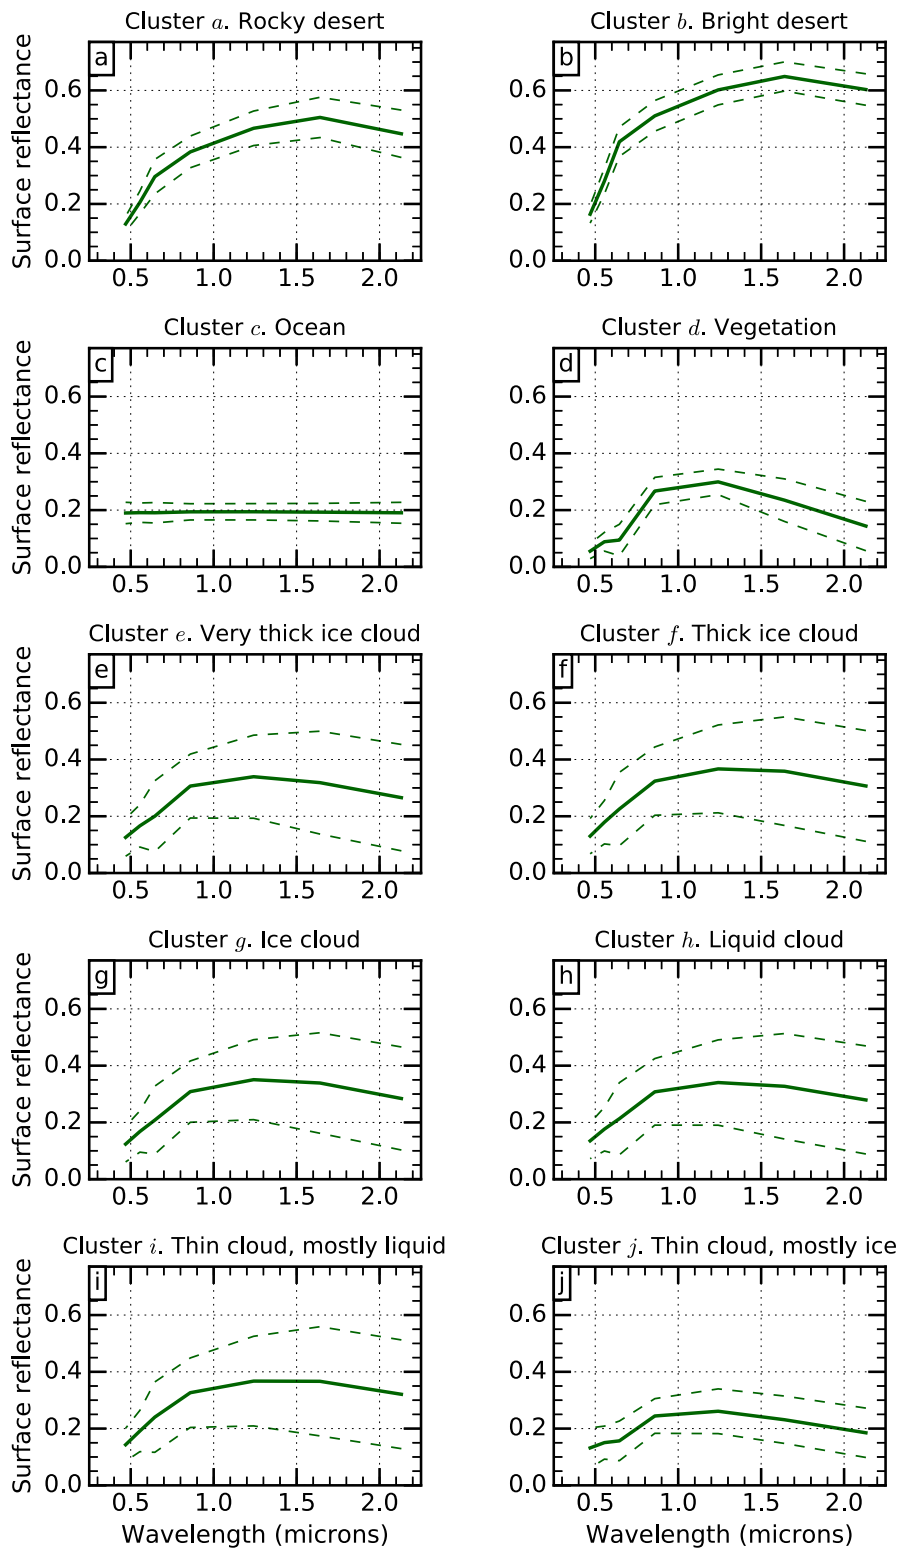 Cluster a. Rocky desert
Cluster b. Bright desert
a
b
Surface reflectance
0.6
0.4
0.2
0.0
0.5 1.0 1.5 2.0
0.6
0.4
0.2
0.0
0.5 1.0 1.5 2.0
Cluster c. Ocean
Cluster d. Vegetation
c
d
Surface reflectance
0.6
0.4
0.2
0.0
0.5 1.0 1.5 2.0
0.6
0.4
0.2
0.0
0.5 1.0 1.5 2.0
Cluster e. Very thick ice cloud
Cluster f. Thick ice cloud
e
f
Surface reflectance
0.6
0.4
0.2
0.0
0.5 1.0 1.5 2.0
0.6
0.4
0.2
0.0
0.5 1.0 1.5 2.0
Cluster g. Ice cloud
Cluster h. Liquid cloud
g
h
Surface reflectance
0.6
0.4
0.2
0.0
0.5 1.0 1.5 2.0
0.6
0.4
0.2
0.0
0.5 1.0 1.5 2.0
Cluster i. Thin cloud, mostly liquid
Cluster j. Thin cloud, mostly ice
i
j
Surface reflectance
0.6
0.4
0.2
0.0
0.5 1.0 1.5 2.0
Wavelength (microns)
0.6
0.4
0.2
0.0
0.5 1.0 1.5 2.0
Wavelength (microns)